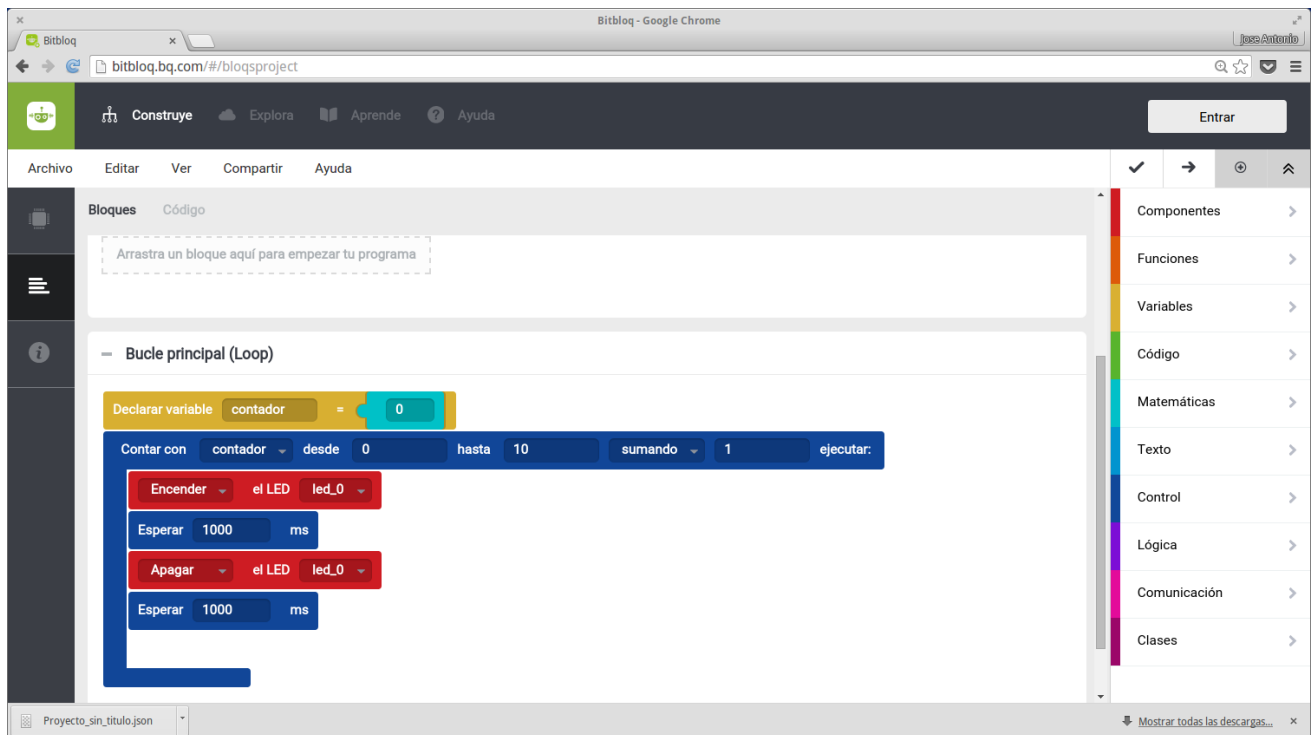 Bitbloq - Google Chrome
Bitbloq
Jose Antonio
bitbloq.bq.com/#/bloqsproject
Construye Explora Aprende Ayuda
Entrar
Archivo Editar Ver Compartir Ayuda
Bloques Código
Arrastra un bloque aquí para empezar tu programa
Bucle principal (Loop)
Declarar variable contador = 0
Contar con contador desde 0 hasta 10 sumando 1 ejecutar:
Encender el LED led_0
Esperar 1000 ms
Apagar el LED led_0
Esperar 1000 ms
Componentes
Funciones
Variables
Código
Matemáticas
Texto
Control
Lógica
Comunicación
Clases
Proyecto_sin_titulo.json
Mostrar todas las descargas...